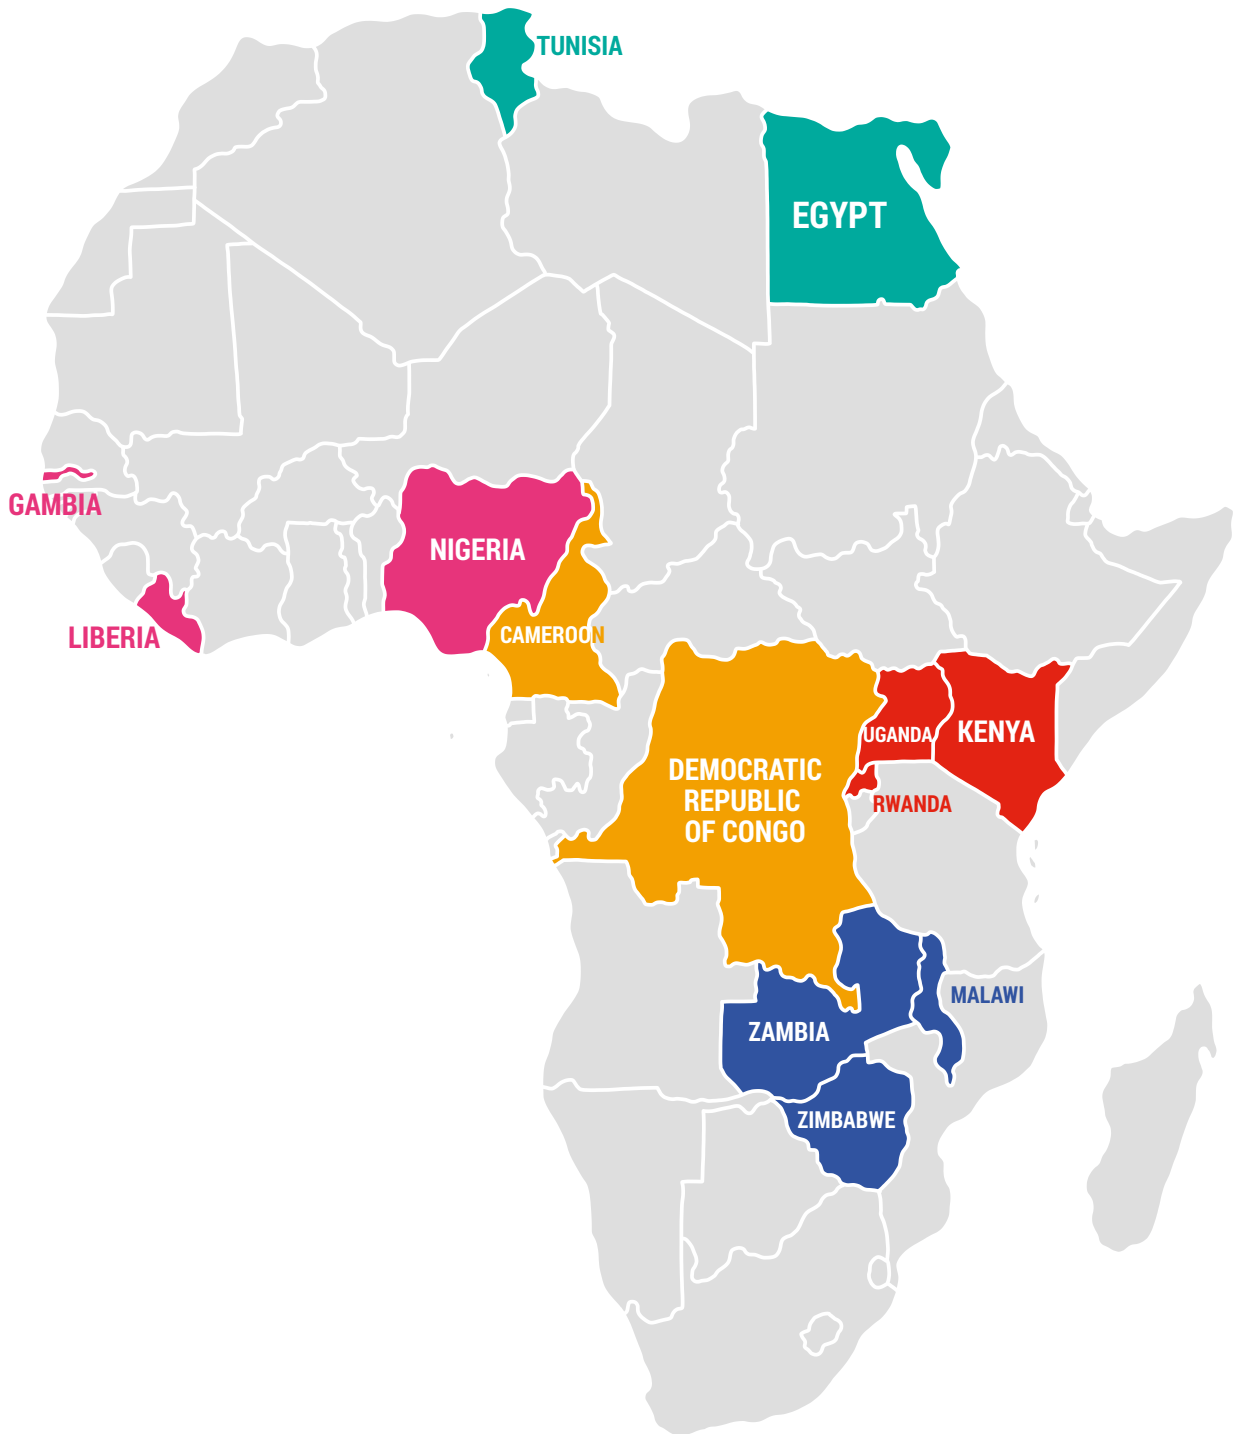 TUNISIA
EGYPT
GAMBIA
NIGERIA
LIBERIA
CAMEROON
UGANDA
KENYA
DEMOCRATIC
REPUBLIC
OF CONGO
RWANDA
MALAWI
ZAMBIA
ZIMBABWE